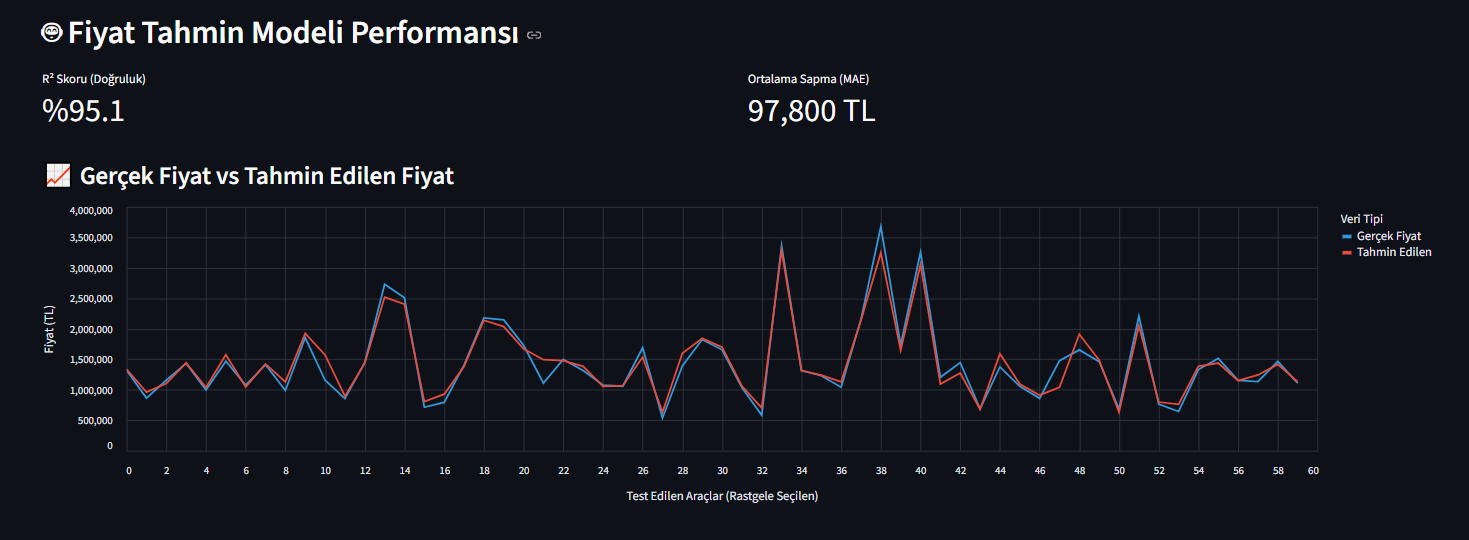 Fiyat Tahmin Modeli Performansı
R² Skoru (Doğruluk)
%95.1
Ortalama Sapma (MAE)
97,800 TL
Gerçek Fiyat vs Tahmin Edilen Fiyat
4,000,000
3,500,000
3,000,000
2,500,000
2,000,000
1,500,000
1,000,000
500,000
0
Fiyat (TL)
0 2 4 6 8 10 12 14 16 18 20 22 24 26 28 30 32 34 36 38 40 42 44 46 48 50 52 54 56 58 60
Test Edilen Araçlar (Rastgele Seçilen)
Veri Tipi
Gerçek Fiyat
Tahmin Edilen